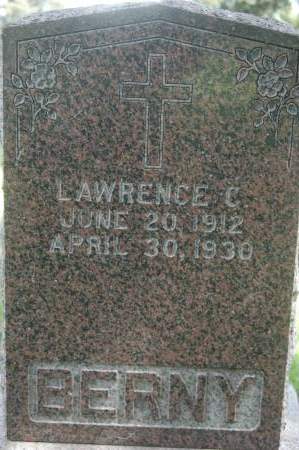 LAWRENCE C.
JUNE 20, 1912
APRIL 30, 1930
BERNY